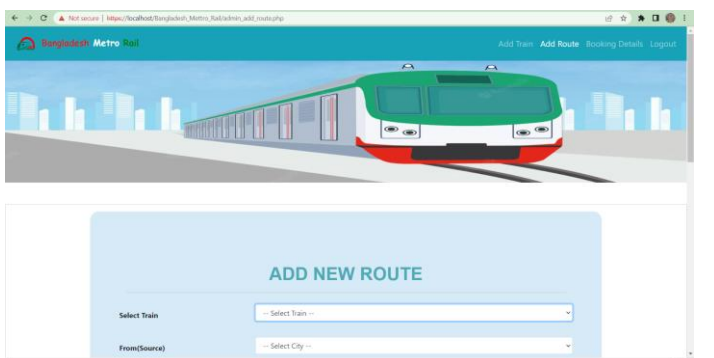 Not secure | https://localhost/Bangladesh_Mettro_Rail/admin_add_route.php
Bangladesh Metro Rail
Add Train Add Route Booking Details Logout
ADD NEW ROUTE
Select Train
-- Select Train --
From(Source)
-- Select City --